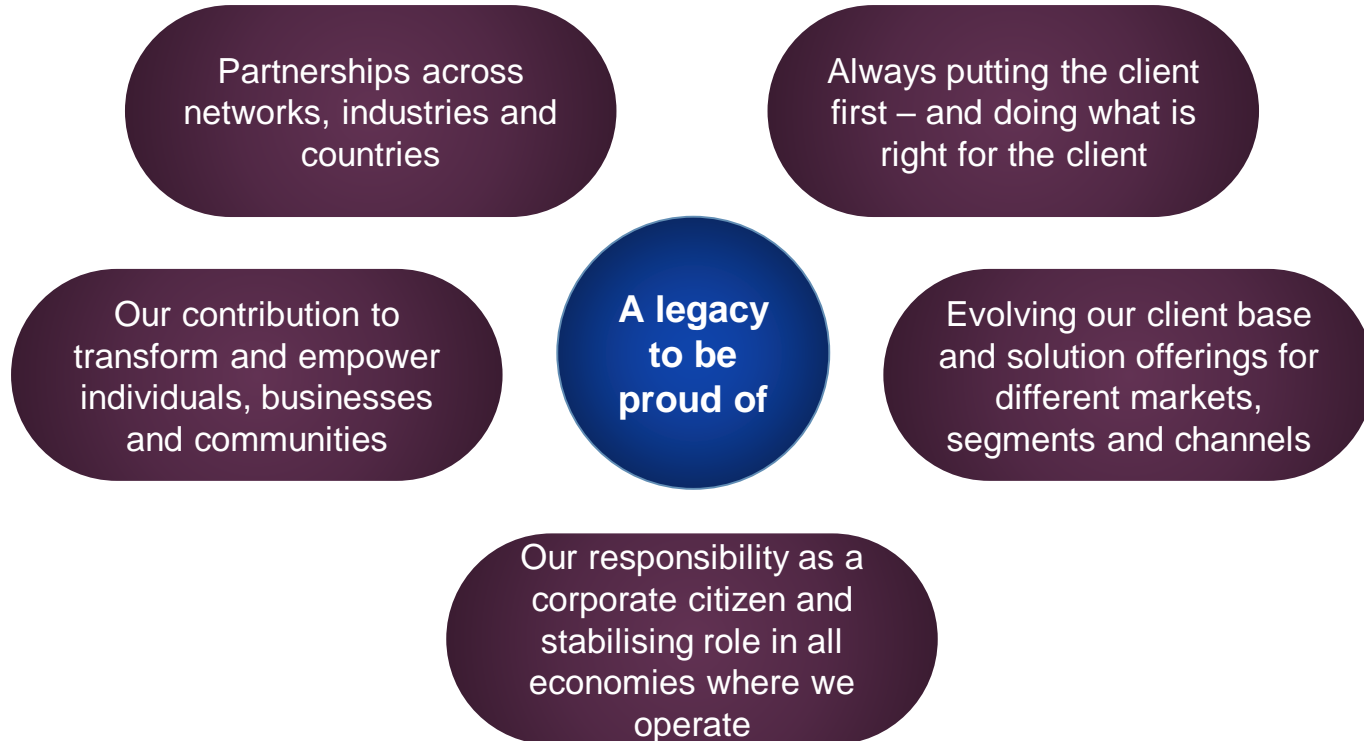 Partnerships across
networks, industries and
countries
Always putting the client
first – and doing what is
right for the client
Our contribution to
transform and empower
individuals, businesses
and communities
A legacy
to be
proud of
Evolving our client base
and solution offerings for
different markets,
segments and channels
Our responsibility as a
corporate citizen and
stabilising role in all
economies where we
operate